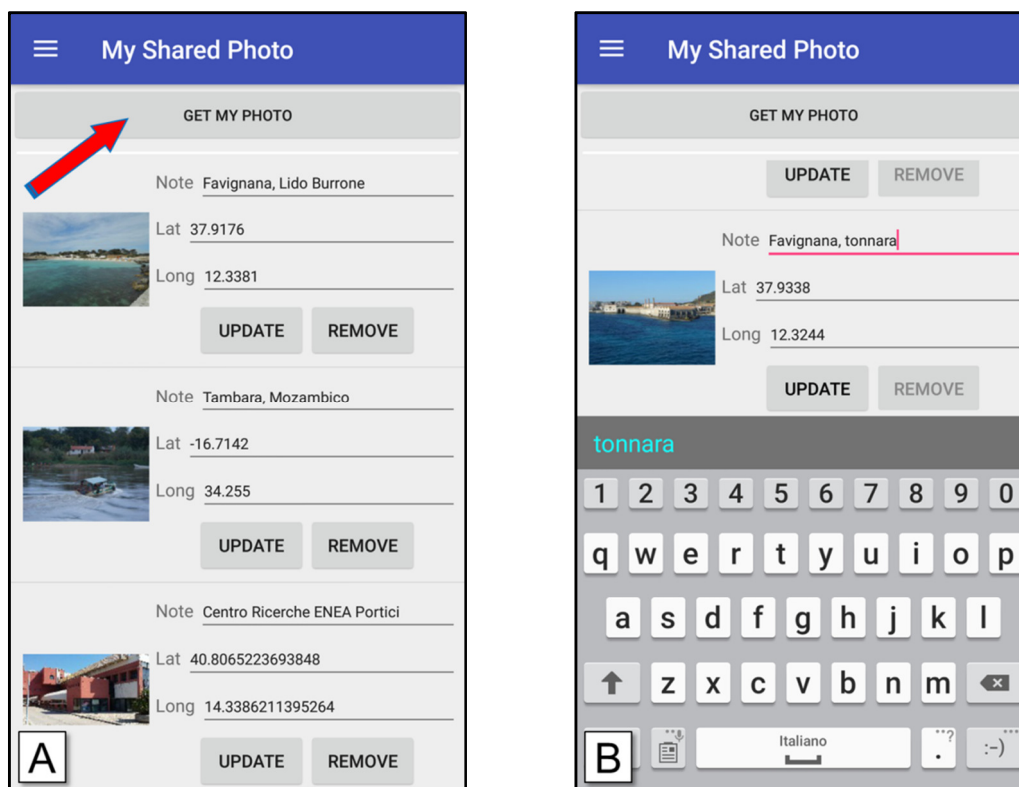 My Shared Photo
GET MY PHOTO
Note Favignana, Lido Burrone
Lat 37.9176
Long 12.3381
UPDATE REMOVE
Note Tambara, Mozambico
Lat -16.7142
Long 34.255
UPDATE REMOVE
Note Centro Ricerche ENEA Portici
Lat 40.8065223693848
Long 14.3386211395264
UPDATE REMOVE
A
My Shared Photo
GET MY PHOTO
UPDATE REMOVE
Note Favignana, tonnara
Lat 37.9338
Long 12.3244
UPDATE REMOVE
tonnara
1 2 3 4 5 6 7 8 9 0
q w e r t y u i o p
a s d f g h j k l
z x c v b n m
Italiano . ? :-)
B